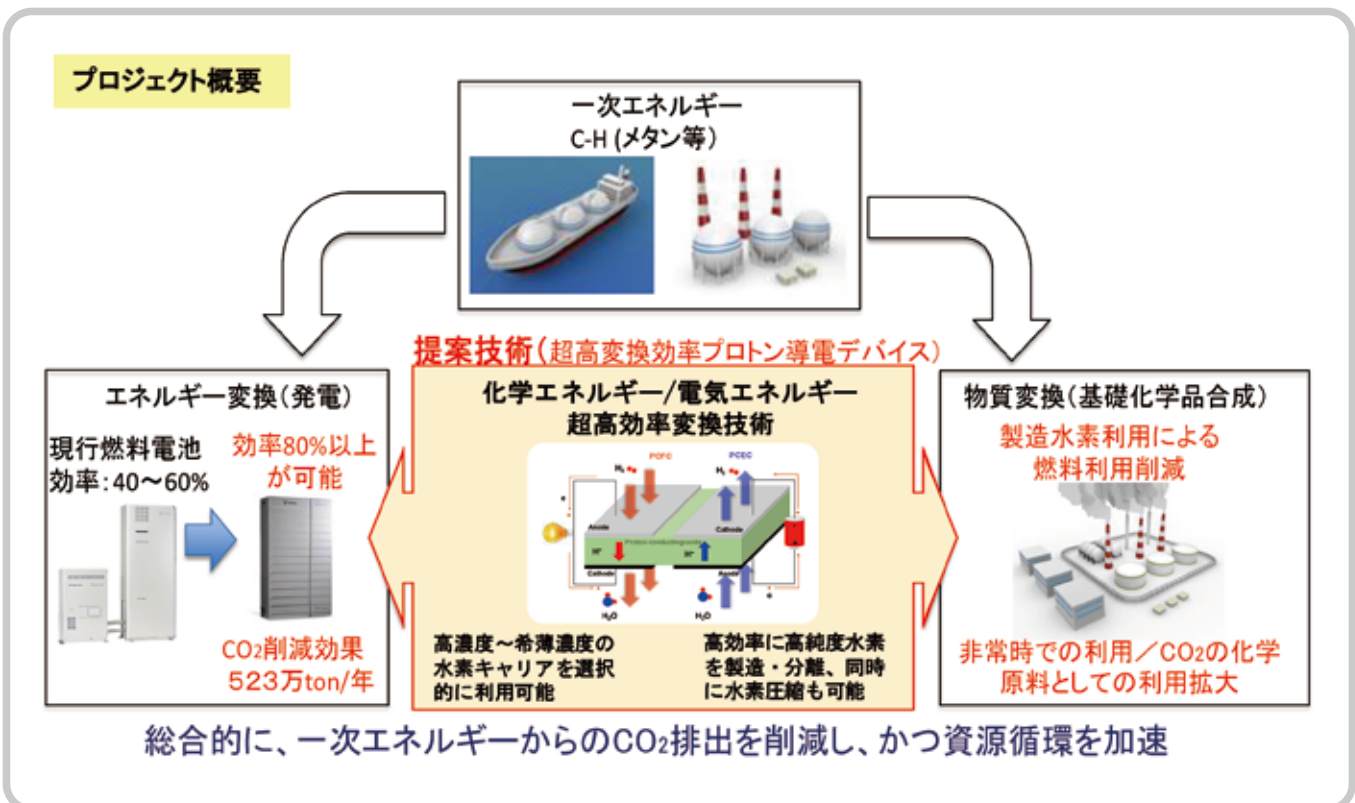 プロジェクト概要
一次エネルギー
C-H (メタン等)
提案技術(超高変換効率プロトン導電デバイス)
エネルギー変換(発電)
現行燃料電池
効率:40~60%
効率80%以上
が可能
CO₂削減効果
523万ton/年
化学エネルギー/電気エネルギー
超高効率変換技術
PCFC
PCEC
H₂
H₂
e
Anode
Cathode
Proton conducting oxide
H⁺
H⁺
Cathode
Anode
e
H₂O
H₂O
高濃度~希薄濃度の
水素キャリアを選択
的に利用可能
高効率に高純度水素
を製造・分離、同時
に水素圧縮も可能
物質変換(基礎化学品合成)
製造水素利用による
燃料利用削減
非常時での利用/CO₂の化学
原料としての利用拡大
総合的に、一次エネルギーからのCO₂排出を削減し、かつ資源循環を加速